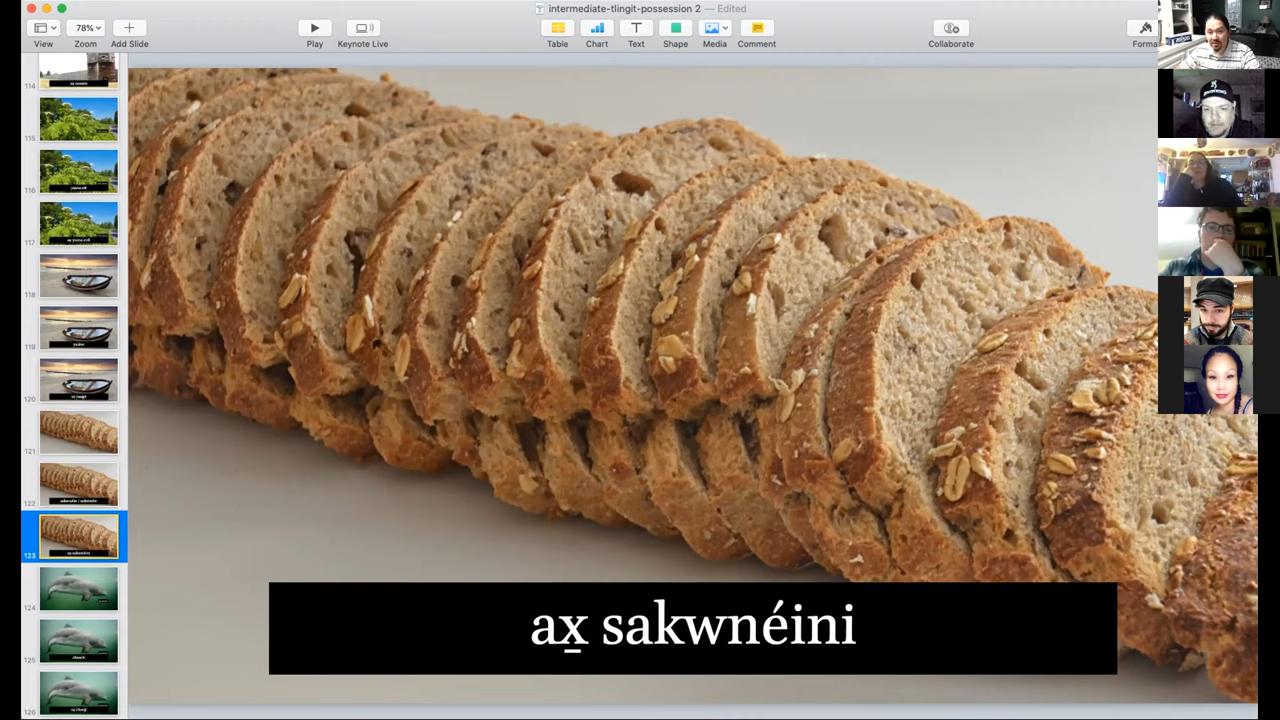 intermediate-tlingit-possession 2 — Edited
78%
View
Zoom
Add Slide
Play
Keynote Live
Table
Chart
Text
Shape
Media
Comment
Collaborate
Forma
114
115
116
117
118
119
120
121
122
123
124
125
126
ax̲ sakwnéini